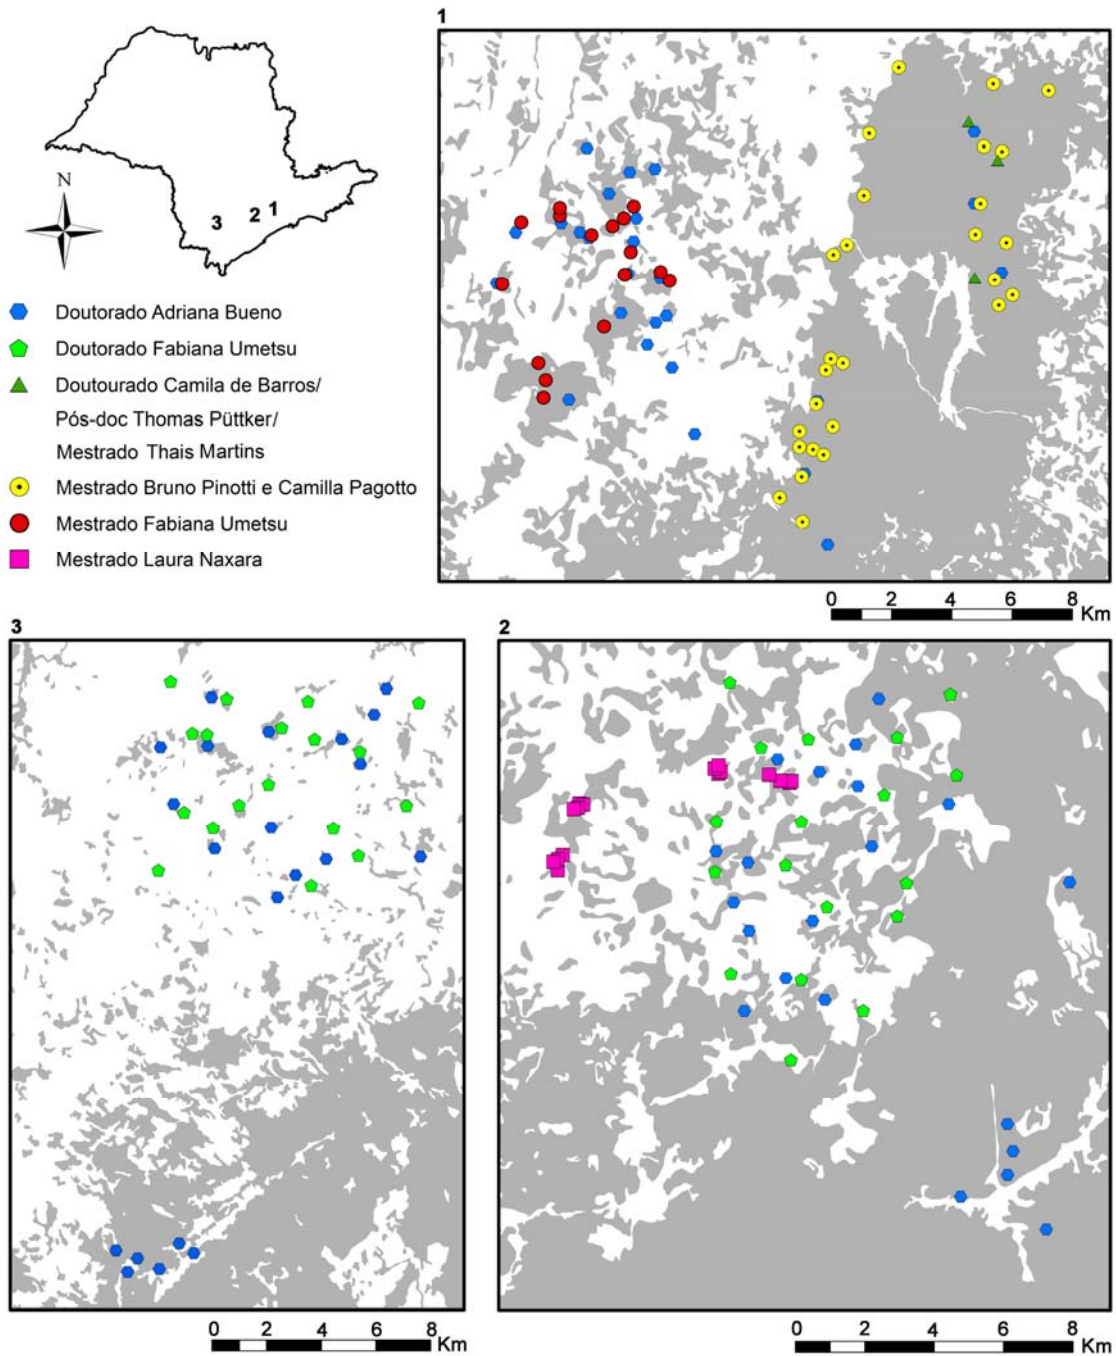 1
N
3 2 1
Doutorado Adriana Bueno
Doutorado Fabiana Umetsu
Doutourado Camila de Barros/
Pós-doc Thomas Püttker/
Mestrado Thais Martins
Mestrado Bruno Pinotti e Camilla Pagotto
Mestrado Fabiana Umetsu
Mestrado Laura Naxara
0 2 4 6 8 Km
3
2
0 2 4 6 8 Km
0 2 4 6 8 Km